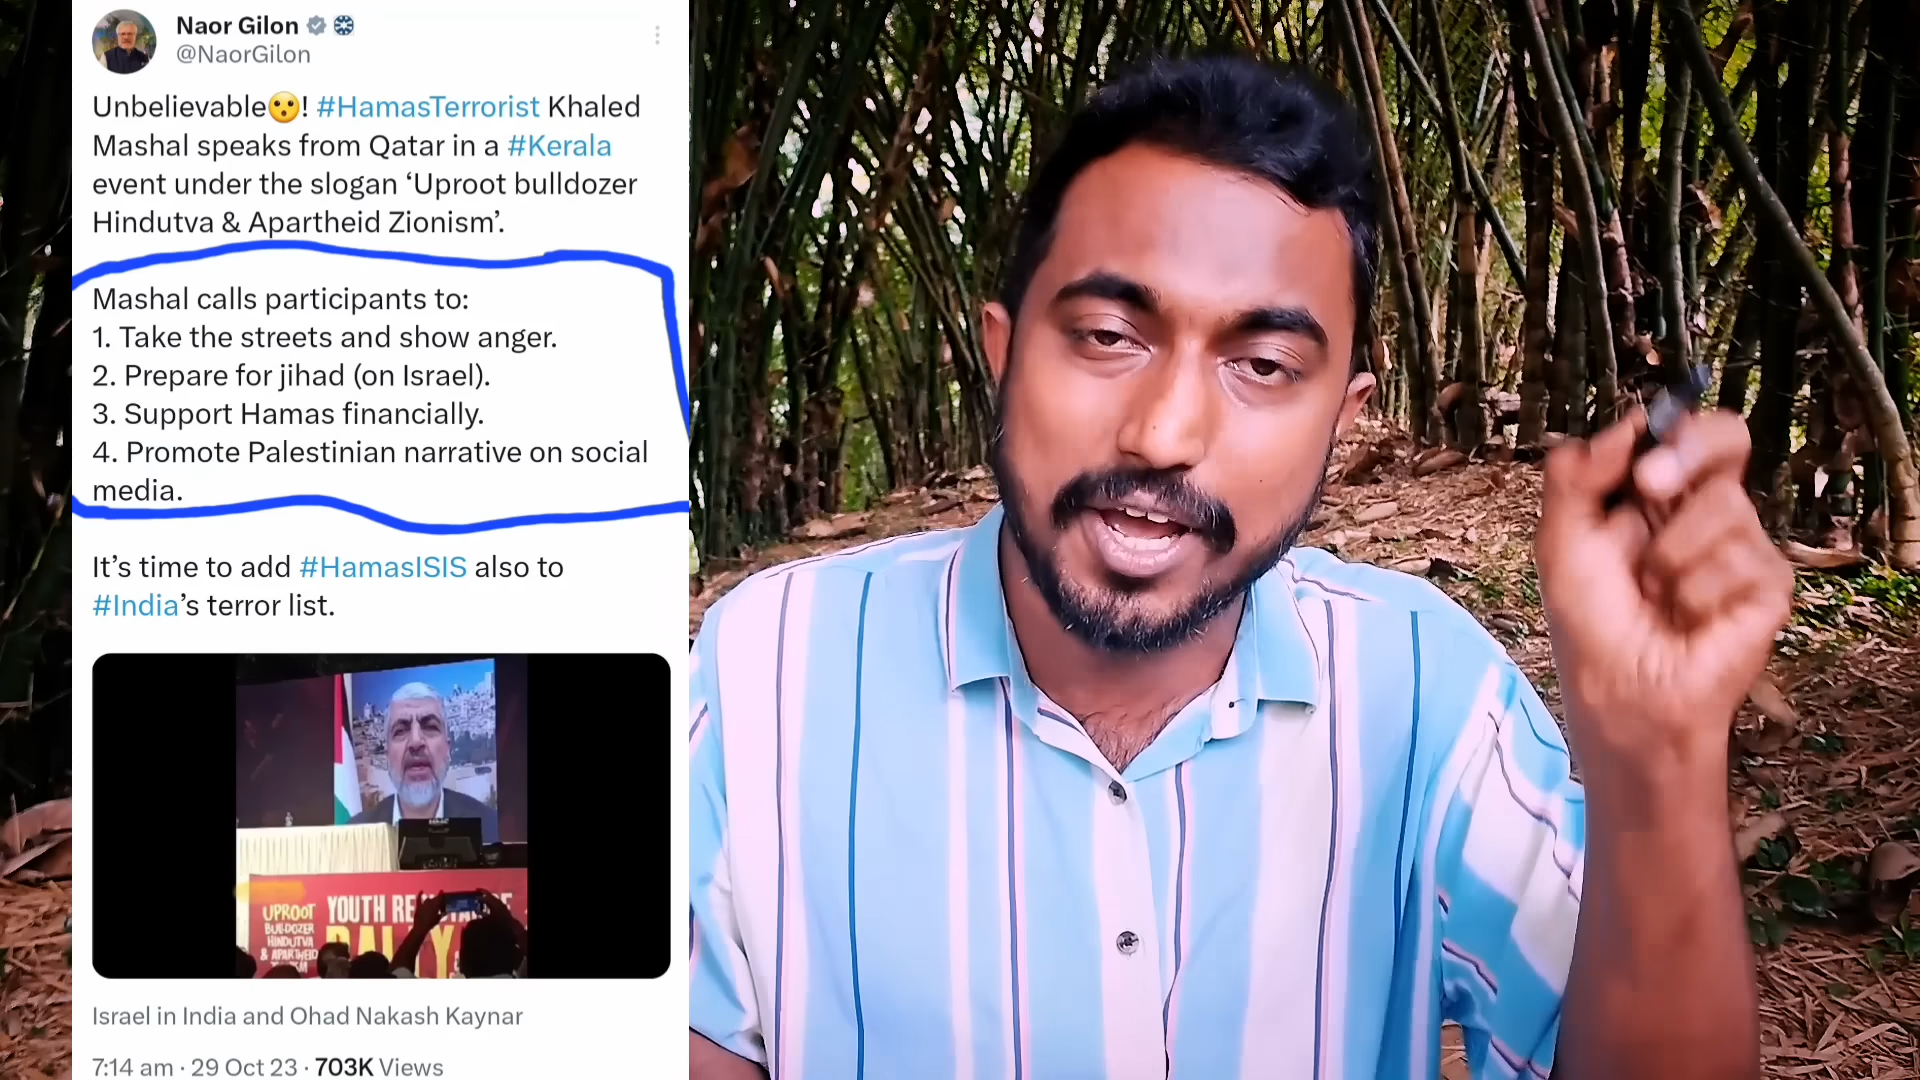 Naor Gilon
@NaorGilon
Unbelievable😮! #HamasTerrorist Khaled
Mashal speaks from Qatar in a #Kerala
event under the slogan ‘Uproot bulldozer
Hindutva & Apartheid Zionism’.
Mashal calls participants to:
1. Take the streets and show anger.
2. Prepare for jihad (on Israel).
3. Support Hamas financially.
4. Promote Palestinian narrative on social
media.
It’s time to add #HamasISIS also to
#India’s terror list.
UPROOT
BULLDOZER
HINDUTVA
& APARTHEID
YOUTH
Israel in India and Ohad Nakash Kaynar
7:14 am · 29 Oct 23 · 703K Views